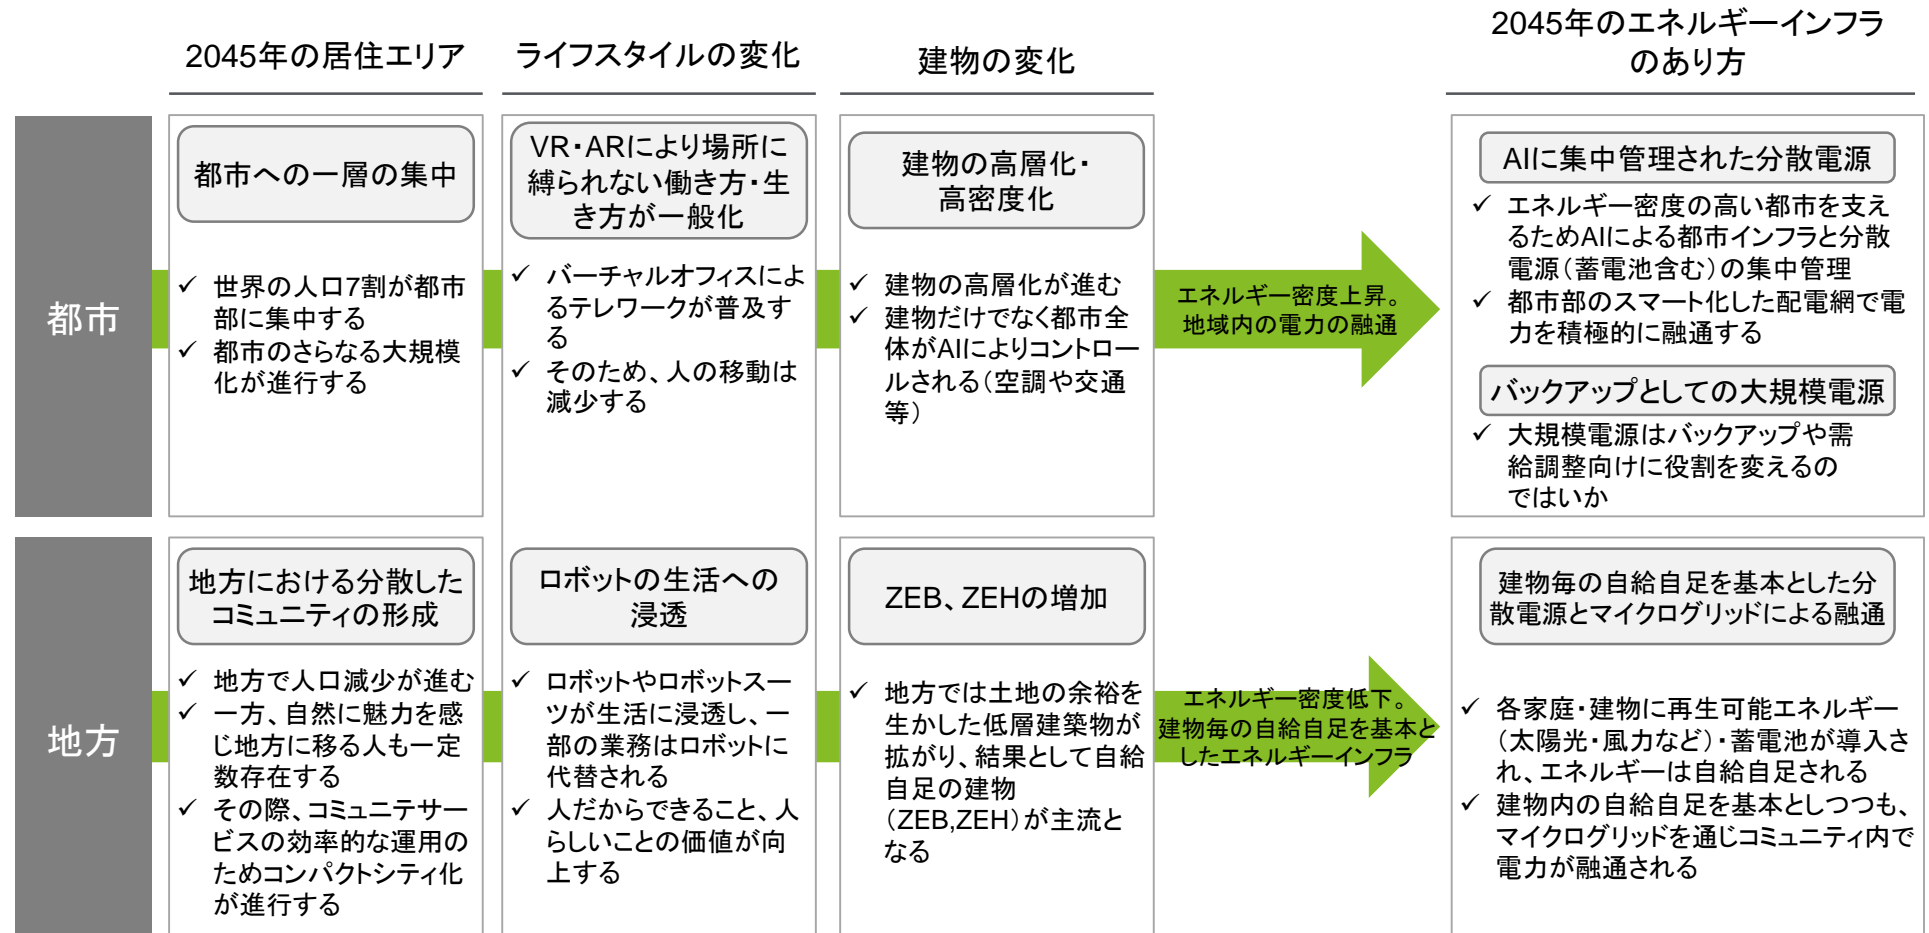 2045年の居住エリア
ライフスタイルの変化
建物の変化
2045年のエネルギーインフラ
のあり方
都市
都市への一層の集中
✓ 世界の人口7割が都市
部に集中する
✓ 都市のさらなる大規模
化が進行する
VR・ARにより場所に
縛られない働き方・生
き方が一般化
✓ バーチャルオフィスによ
るテレワークが普及す
る
✓ そのため、人の移動は
減少する
建物の高層化・
高密度化
✓ 建物の高層化が進む
✓ 建物だけでなく都市全
体がAIによりコントロー
ルされる（空調や交通
等）
エネルギー密度上昇。
地域内の電力の融通
AIに集中管理された分散電源
✓ エネルギー密度の高い都市を支え
るためAIによる都市インフラと分散
電源（蓄電池含む）の集中管理
✓ 都市部のスマート化した配電網で電
力を積極的に融通する
バックアップとしての大規模電源
✓ 大規模電源はバックアップや需
給調整向けに役割を変えるの
ではいか
地方
地方における分散した
コミュニティの形成
✓ 地方で人口減少が進む
✓ 一方、自然に魅力を感
じ地方に移る人も一定
数存在する
✓ その際、コミュニテサー
ビスの効率的な運用の
ためコンパクトシティ化
が進行する
ロボットの生活への
浸透
✓ ロボットやロボットスー
ツが生活に浸透し、一
部の業務はロボットに
代替される
✓ 人だからできること、人
らしいことの価値が向
上する
ZEB、ZEHの増加
✓ 地方では土地の余裕を
生かした低層建築物が
拡がり、結果として自給
自足の建物
（ZEB,ZEH）が主流と
なる
エネルギー密度低下。
建物毎の自給自足を基本と
したエネルギーインフラ
建物毎の自給自足を基本とした分
散電源とマイクログリッドによる融通
✓ 各家庭・建物に再生可能エネルギー
（太陽光・風力など）・蓄電池が導入さ
れ、エネルギーは自給自足される
✓ 建物内の自給自足を基本としつつも、
マイクログリッドを通じコミュニティ内で
電力が融通される